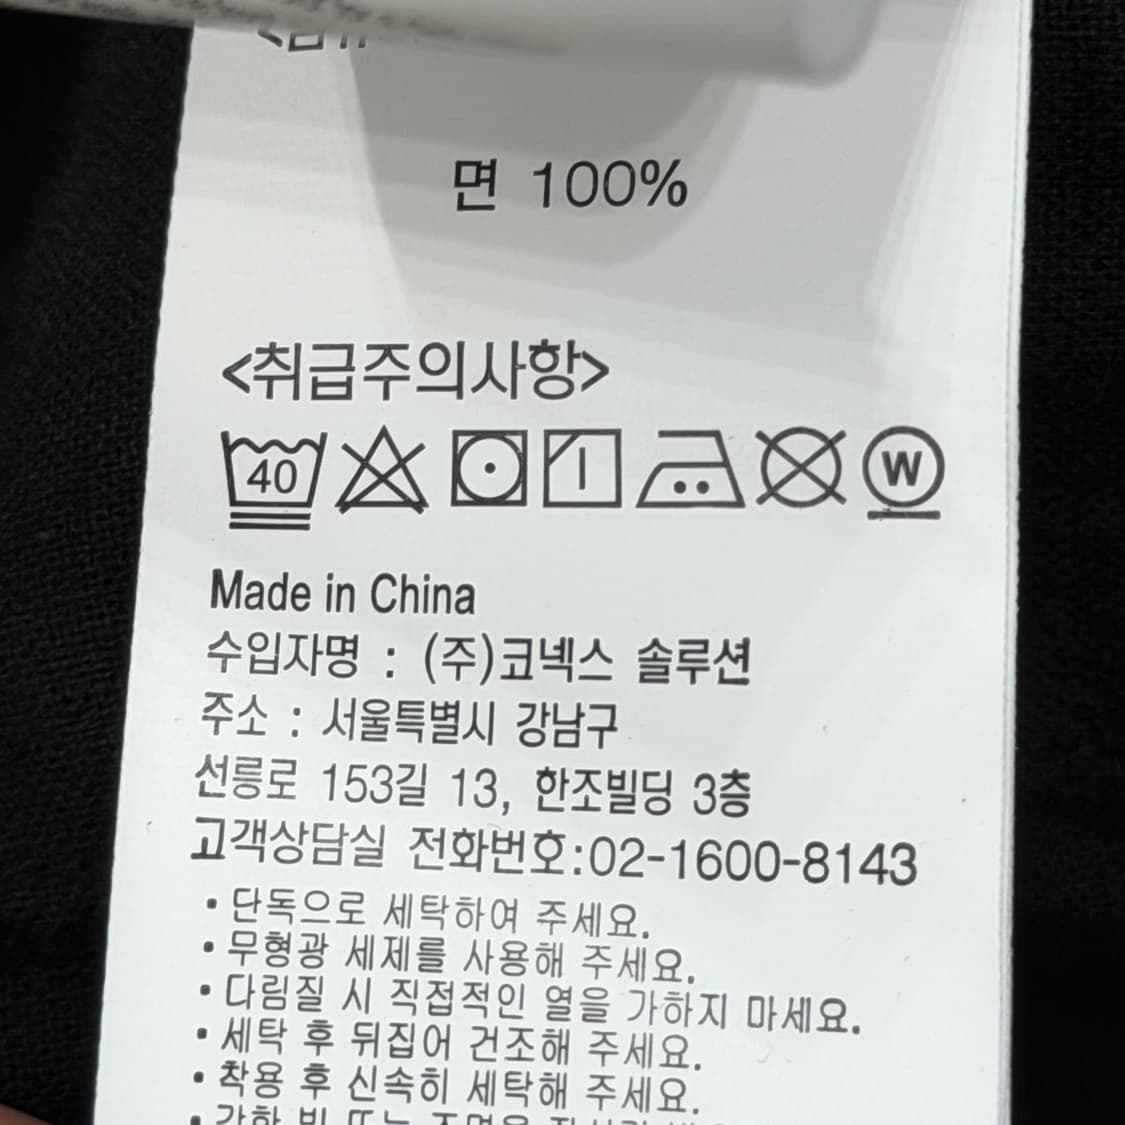 면 100%
<취급주의사항>
40
W
Made in China
수입자명 : (주)코넥스 솔루션
주소 : 서울특별시 강남구
선릉로 153길 13, 한조빌딩 3층
고객상담실 전화번호:02-1600-8143
• 단독으로 세탁하여 주세요.
• 무형광 세제를 사용해 주세요.
• 다림질 시 직접적인 열을 가하지 마세요.
• 세탁 후 뒤집어 건조해 주세요.
• 착용 후 신속히 세탁해 주세요.